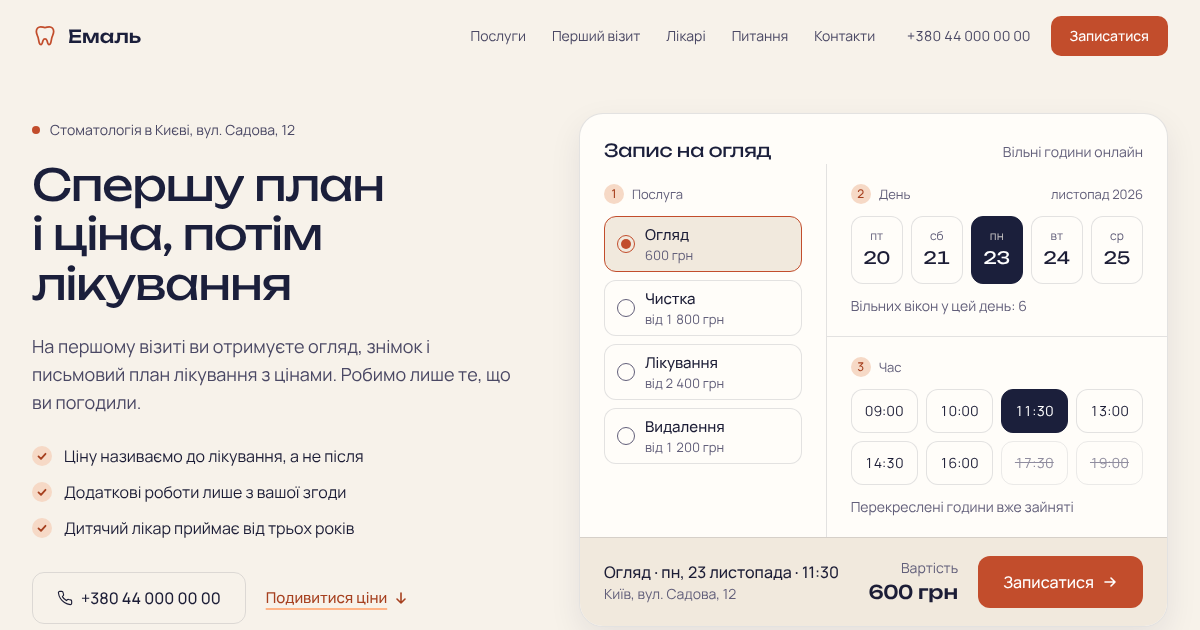 Емаль
Послуги
Перший візит
Лікарі
Питання
Контакти
+380 44 000 00 00
Записатися
Стоматологія в Києві, вул. Садова, 12
Спершу план
і ціна, потім
лікування
На першому візиті ви отримуєте огляд, знімок і
письмовий план лікування з цінами. Робимо лише те, що
ви погодили.
Ціну називаємо до лікування, а не після
Додаткові роботи лише з вашої згоди
Дитячий лікар приймає від трьох років
+380 44 000 00 00
Подивитися ціни
Запис на огляд
Вільні години онлайн
1 Послуга
Огляд
600 грн
Чистка
від 1 800 грн
Лікування
від 2 400 грн
Видалення
від 1 200 грн
2 День
листопад 2026
пт
20
сб
21
пн
23
вт
24
ср
25
Вільних вікон у цей день: 6
3 Час
09:00
10:00
11:30
13:00
14:30
16:00
17:30
19:00
Перекреслені години вже зайняті
Огляд · пн, 23 листопада · 11:30
Київ, вул. Садова, 12
Вартість
600 грн
Записатися